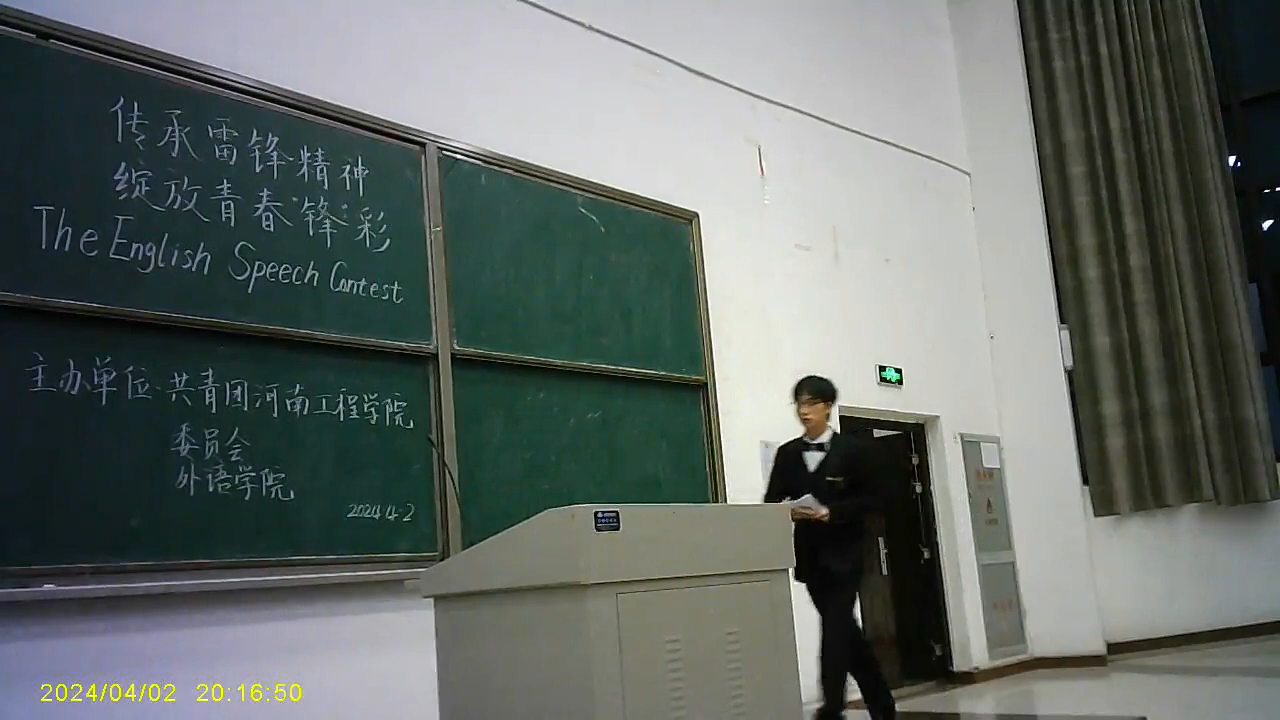 传承雷锋精神
绽放青春"锋"彩
The English Speech Contest
主办单位:共青团河南工程学院
委员会
外语学院
2024.4.2
2024/04/02 20:16:50